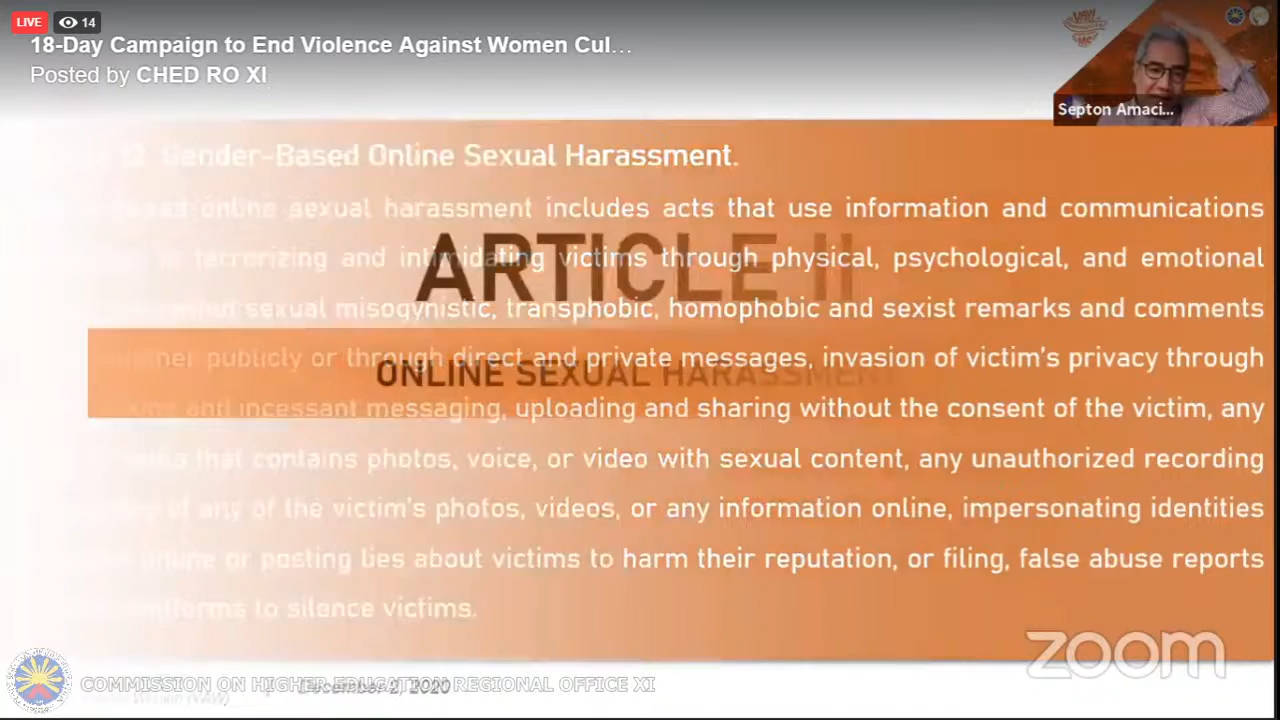 LIVE 14
18-Day Campaign to End Violence Against Women Cul...
Posted by CHED RO XI
Septon Amaci...
Gender-Based Online Sexual Harassment.
online sexual harassment includes acts that use information and communications
in terrorizing and intimidating victims through physical, psychological, and emotional
ARTICLE II
sexual misogynistic, transphobic, homophobic and sexist remarks and comments
publicly or through direct and private messages, invasion of victim's privacy through
ONLINE SEXUAL HARASSMENT
and incessant messaging, uploading and sharing without the consent of the victim, any
that contains photos, voice, or video with sexual content, any unauthorized recording
of any of the victim's photos, videos, or any information online, impersonating identities
online or posting lies about victims to harm their reputation, or filing, false abuse reports
to silence victims.
zoom
COMMISSION ON HIGHER EDUCATION REGIONAL OFFICE XI
December 2, 2020